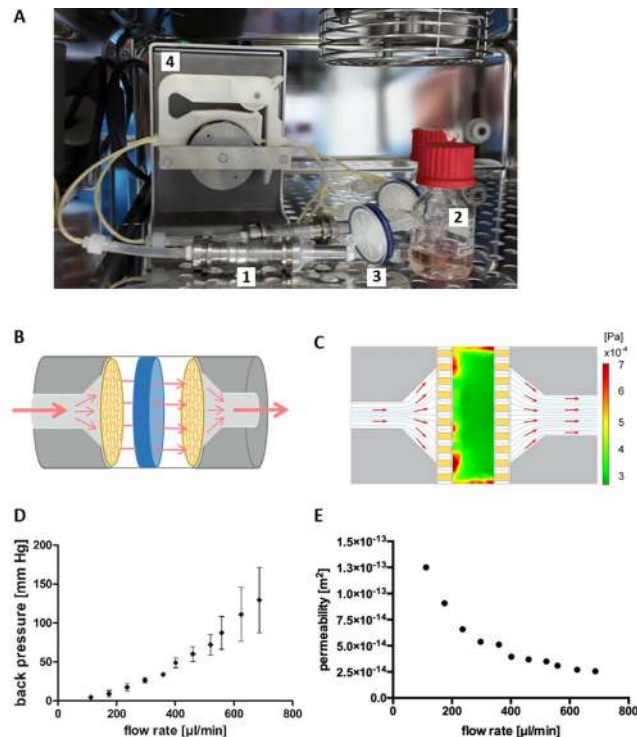 A
4
2
1
3
B
C
[Pa]
x10⁻⁴
7
6
5
4
3
D
E
200
150
100
50
0
back pressure [mm Hg]
0 200 400 600 800
flow rate [µl/min]
1.5×10⁻¹³
1.3×10⁻¹³
1.0×10⁻¹³
7.5×10⁻¹⁴
5.0×10⁻¹⁴
2.5×10⁻¹⁴
0.0
permeability [m²]
0 200 400 600 800
flow rate [µl/min]